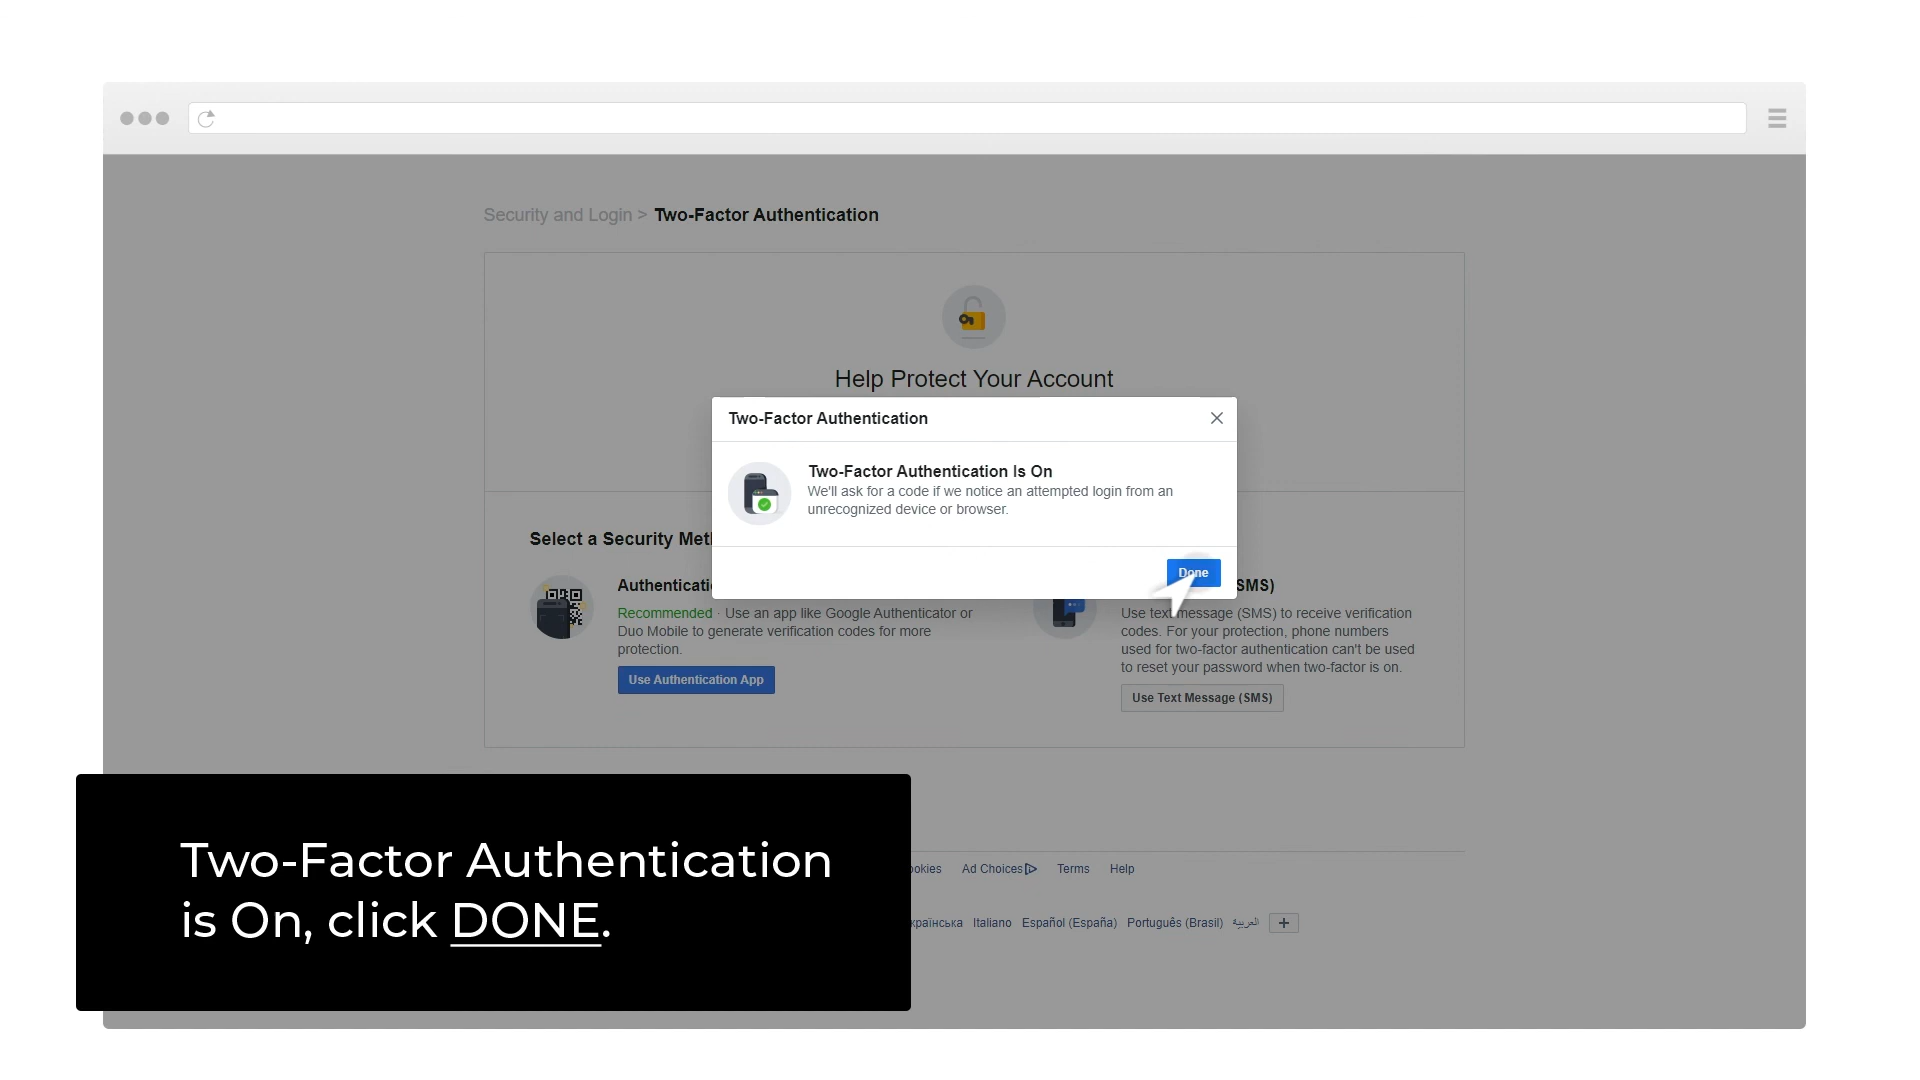 Security and Login > Two-Factor Authentication
Help Protect Your Account
Two-Factor Authentication
Two-Factor Authentication Is On
We'll ask for a code if we notice an attempted login from an
unrecognized device or browser.
Done
Select a Security
Recommended · Use an app like Google Authenticator or
Duo Mobile to generate verification codes for more
protection.
Use Authentication App
SMS)
Use text message (SMS) to receive verification
codes. For your protection, phone numbers
used for two-factor authentication can't be used
to reset your password when two-factor is on.
Use Text Message (SMS)
Ad Choices
Terms
Help
Italiano
Español (España)
Português (Brasil)
العربية
Two-Factor Authentication
is On, click DONE.